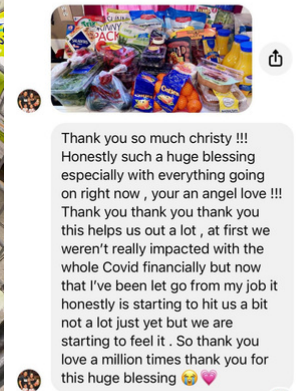 UNNY
PACK
Thank you so much christy !!!
Honestly such a huge blessing
especially with everything going
on right now , your an angel love !!!
Thank you thank you thank you
this helps us out a lot , at first we
weren’t really impacted with the
whole Covid financially but now
that I’ve been let go from my job it
honestly is starting to hit us a bit
not a lot just yet but we are
starting to feel it . So thank you
love a million times thank you for
this huge blessing 😭💗